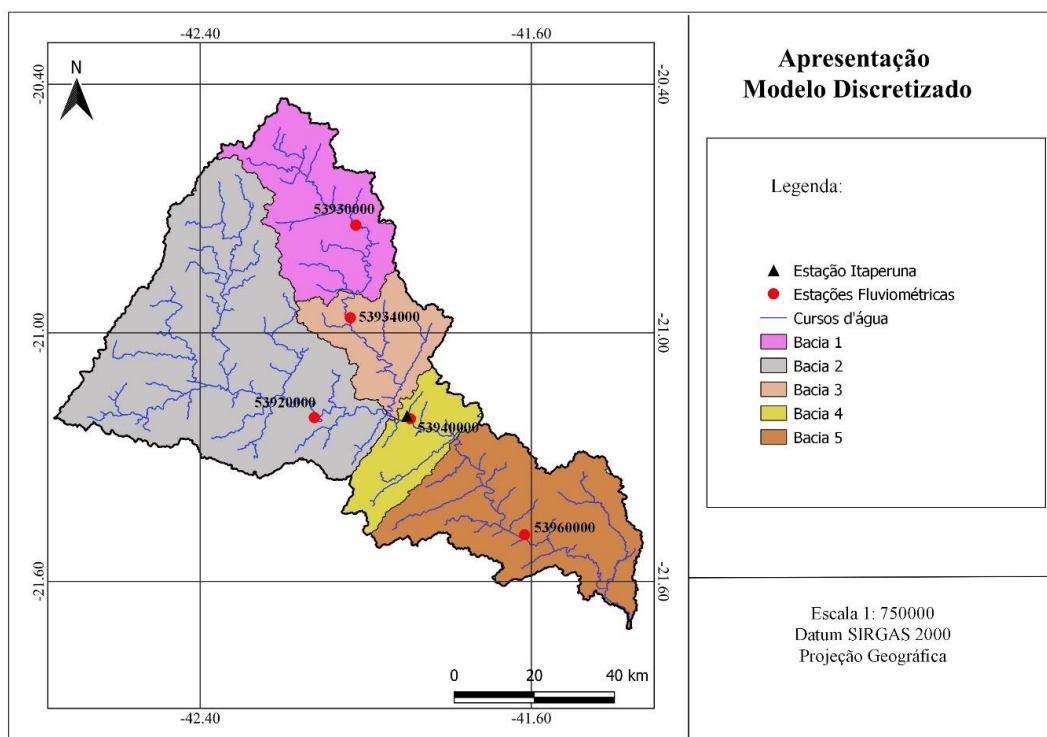 -42.40
-41.60
-20.40
-20.40
N
53930000
53934000
-21.00
-21.00
53920000
53940000
53960000
-21.60
-21.60
0 20 40 km
-42.40
-41.60
Apresentação
Modelo Discretizado
Legenda:
Estação Itaperuna
Estações Fluviométricas
Cursos d'água
Bacia 1
Bacia 2
Bacia 3
Bacia 4
Bacia 5
Escala 1: 750000
Datum SIRGAS 2000
Projeção Geográfica